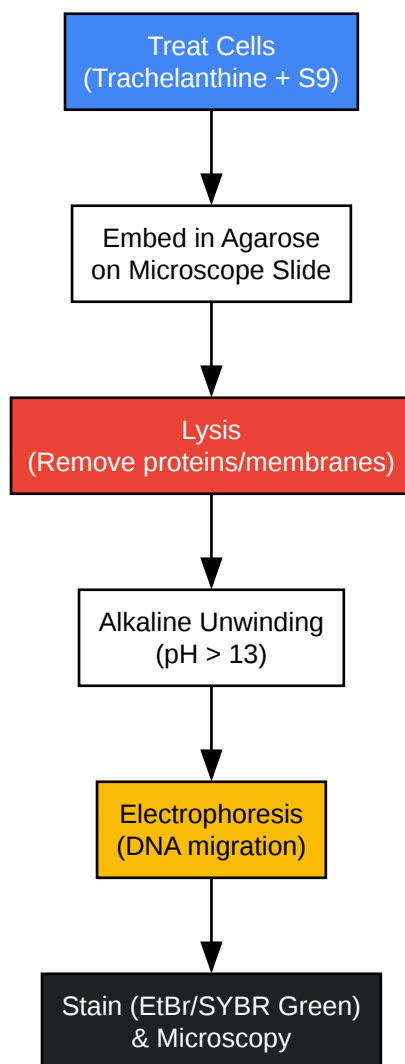 Treat Cells
(Trachelanthine + S9)
Embed in Agarose
on Microscope Slide
Lysis
(Remove proteins/membranes)
Alkaline Unwinding
(pH > 13)
Electrophoresis
(DNA migration)
Stain (EtBr/SYBR Green)
& Microscopy